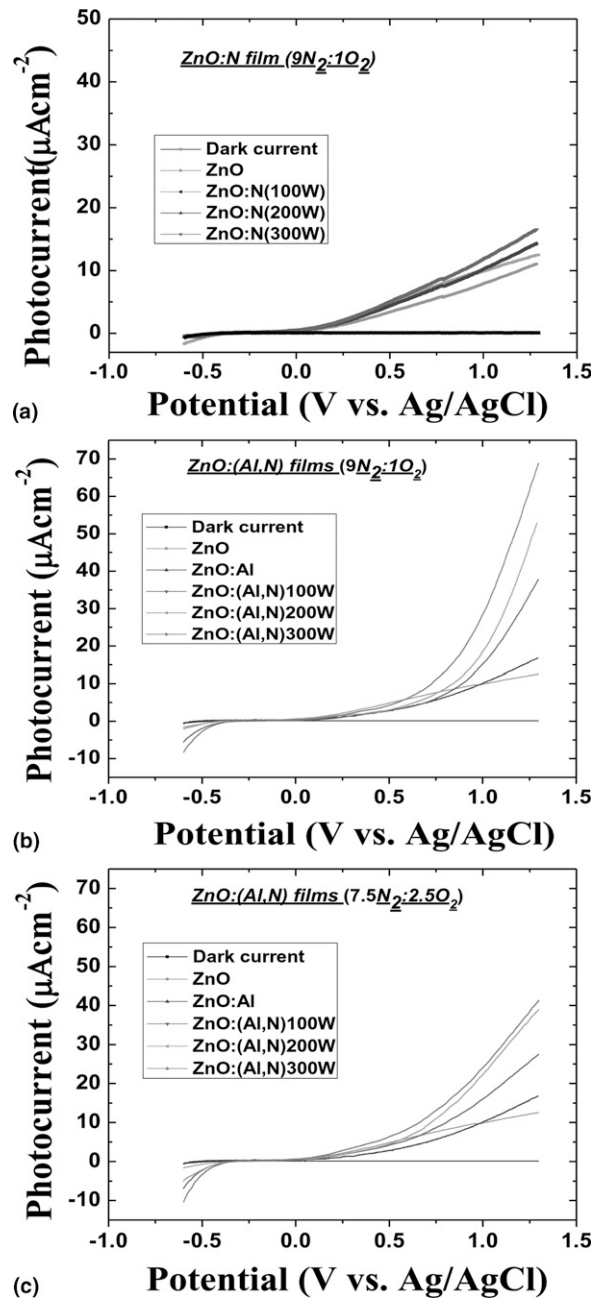 50
40
30
20
10
0
Photocurrent(μAcm⁻²)
ZnO:N film (9N₂:1O₂)
Dark current
ZnO
ZnO:N(100W)
ZnO:N(200W)
ZnO:N(300W)
-1.0 -0.5 0.0 0.5 1.0 1.5
(a) Potential (V vs. Ag/AgCl)
70
60
50
40
30
20
10
0
-10
Photocurrent (μAcm⁻²)
ZnO:(Al,N) films (9N₂:1O₂)
Dark current
ZnO
ZnO:Al
ZnO:(Al,N)100W
ZnO:(Al,N)200W
ZnO:(Al,N)300W
-1.0 -0.5 0.0 0.5 1.0 1.5
(b) Potential (V vs. Ag/AgCl)
70
60
50
40
30
20
10
0
-10
Photocurrent (μAcm⁻²)
ZnO:(Al,N) films (7.5N₂:2.5O₂)
Dark current
ZnO
ZnO:Al
ZnO:(Al,N)100W
ZnO:(Al,N)200W
ZnO:(Al,N)300W
-1.0 -0.5 0.0 0.5 1.0 1.5
(c) Potential (V vs. Ag/AgCl)